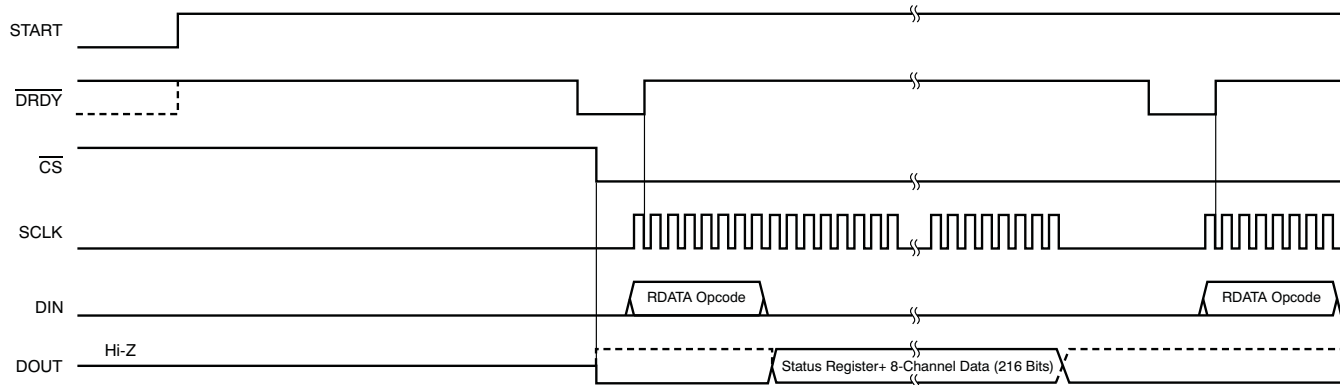 START
DRDY
CS
SCLK
DIN
RDATA Opcode
RDATA Opcode
Hi-Z
DOUT
Status Register+ 8-Channel Data (216 Bits)